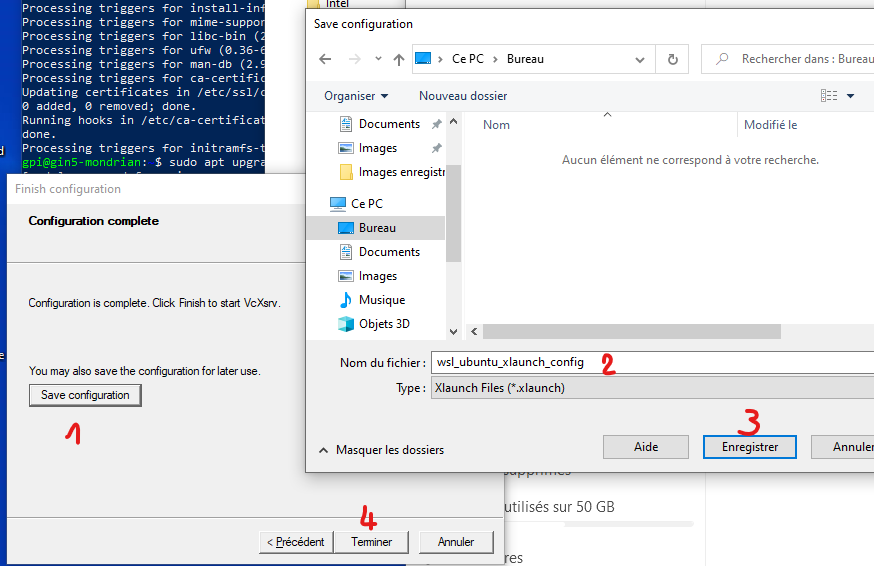 Processing triggers for install-inf
Processing triggers for mime-suppor
Processing triggers for libc-bin (2
Processing triggers for ufw (0.36-6
Processing triggers for man-db (2.9
Processing triggers for ca-certific
Updating certificates in /etc/ssl/c
0 added, 0 removed; done.
Running hooks in /etc/ca-certificat
done.
Processing triggers for initramfs-t
gpi@gin5-mondrian: $ sudo apt upgra
Intel
Save configuration
Ce PC
Bureau
Rechercher dans : Bureau
Organiser
Nouveau dossier
Documents
Images
Images enregistr
Ce PC
Bureau
Documents
Images
Musique
Objets 3D
Nom
Modifié le
Aucun élément ne correspond à votre recherche.
Nom du fichier :
wsl_ubuntu_xlaunch_config
2
Type :
Xlaunch Files (*.xlaunch)
3
Masquer les dossiers
Aide
Enregistrer
Annuler
Finish configuration
Configuration complete
Configuration is complete. Click Finish to start VcXsrv.
You may also save the configuration for later use.
Save configuration
1
4
< Précédent
Terminer
Annuler
supprimés
utilisés sur 50 GB
res